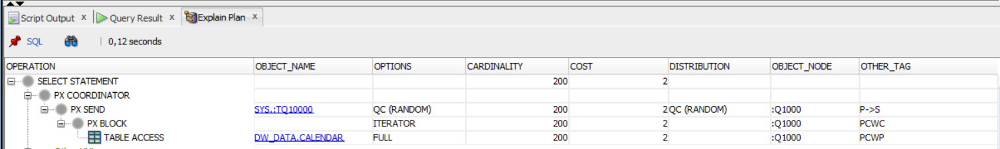 Script Output x Query Result x Explain Plan x
SQL 0,12 seconds
OPERATION OBJECT_NAME OPTIONS CARDINALITY COST DISTRIBUTION OBJECT_NODE OTHER_TAG
SELECT STATEMENT 200 2
PX COORDINATOR
PX SEND SYS.:TQ10000 QC (RANDOM) 200 2 QC (RANDOM) :Q1000 P->S
PX BLOCK ITERATOR 200 2 :Q1000 PCWC
TABLE ACCESS DW_DATA.CALENDAR FULL 200 2 :Q1000 PCWP